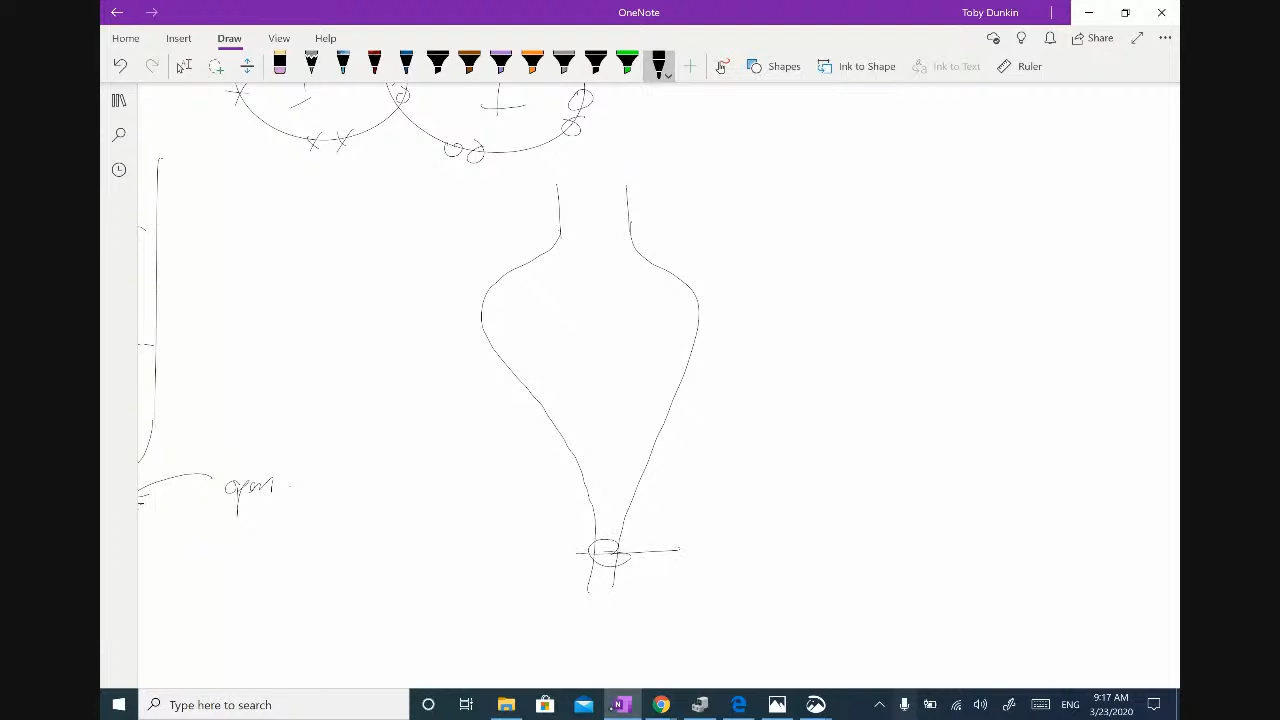 OneNote
Toby Dunkin
Home Insert Draw View Help
Share
Shapes Ink to Shape Ink to Text Ruler
Type here to search
ENG
9:17 AM
3/23/2020